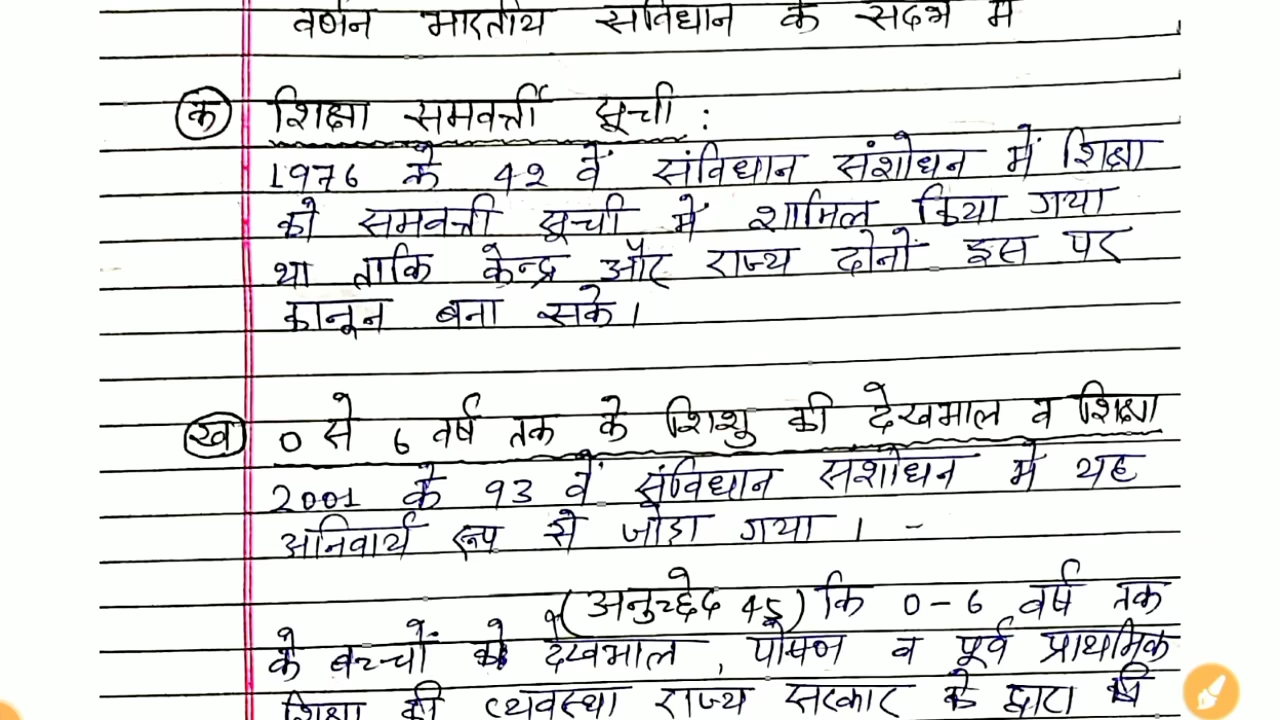 वर्णन भारतीय संविधान के संदर्भ में
क शिक्षा समवर्ती सूची :
1976 के 42 वें संविधान संशोधन में शिक्षा
को समवर्ती सूची में शामिल किया गया
था ताकि केन्द्र और राज्य दोनों इस पर
कानून बना सके।
ख 0 से 6 वर्ष तक के शिशु की देखभाल व शिक्षा
2001 के 93 वें संविधान संशोधन में यह
अनिवार्य रूप से जोड़ा गया । -
(अनुच्छेद 45) कि 0-6 वर्ष तक
के बच्चों को देखभाल, पोषण व पूर्व प्राथमिक
शिक्षा की व्यवस्था राज्य सरकार के द्वारा की